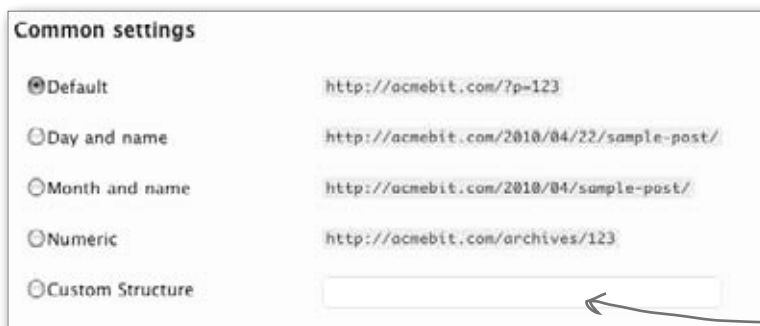 Common settings
Default http://acmebit.com/?p=123
Day and name http://acmebit.com/2010/04/22/sample-post/
Month and name http://acmebit.com/2010/04/sample-post/
Numeric http://acmebit.com/archives/123
Custom Structure